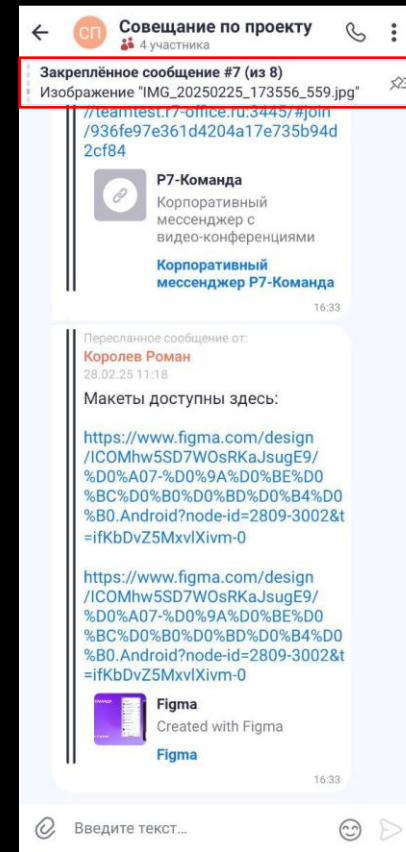 СП
Совещание по проекту
4 участника
Закреплённое сообщение #7 (из 8)
Изображение "IMG_20250225_173556_559.jpg"
//teamtest.r7-office.ru:3445/#join
/936fe97e361d4204a17e735b94d
2cf84
Р7-Команда
Корпоративный
мессенджер с
видео-конференциями
Корпоративный
мессенджер Р7-Команда
16:33
Пересланное сообщение от:
Королев Роман
28.02.25 11:18
Макеты доступны здесь:
https://www.figma.com/design
/ICOMhw5SD7WOsRKaJsugE9/
%D0%A07-%D0%9A%D0%BE%D0
%BC%D0%B0%D0%BD%D0%B4%D0
%B0.Android?node-id=2809-3002&t
=ifKbDvZ5MxvlXivm-0
https://www.figma.com/design
/ICOMhw5SD7WOsRKaJsugE9/
%D0%A07-%D0%9A%D0%BE%D0
%BC%D0%B0%D0%BD%D0%B4%D0
%B0.Android?node-id=2809-3002&t
=ifKbDvZ5MxvlXivm-0
Figma
Created with Figma
Figma
16:33
Введите текст...